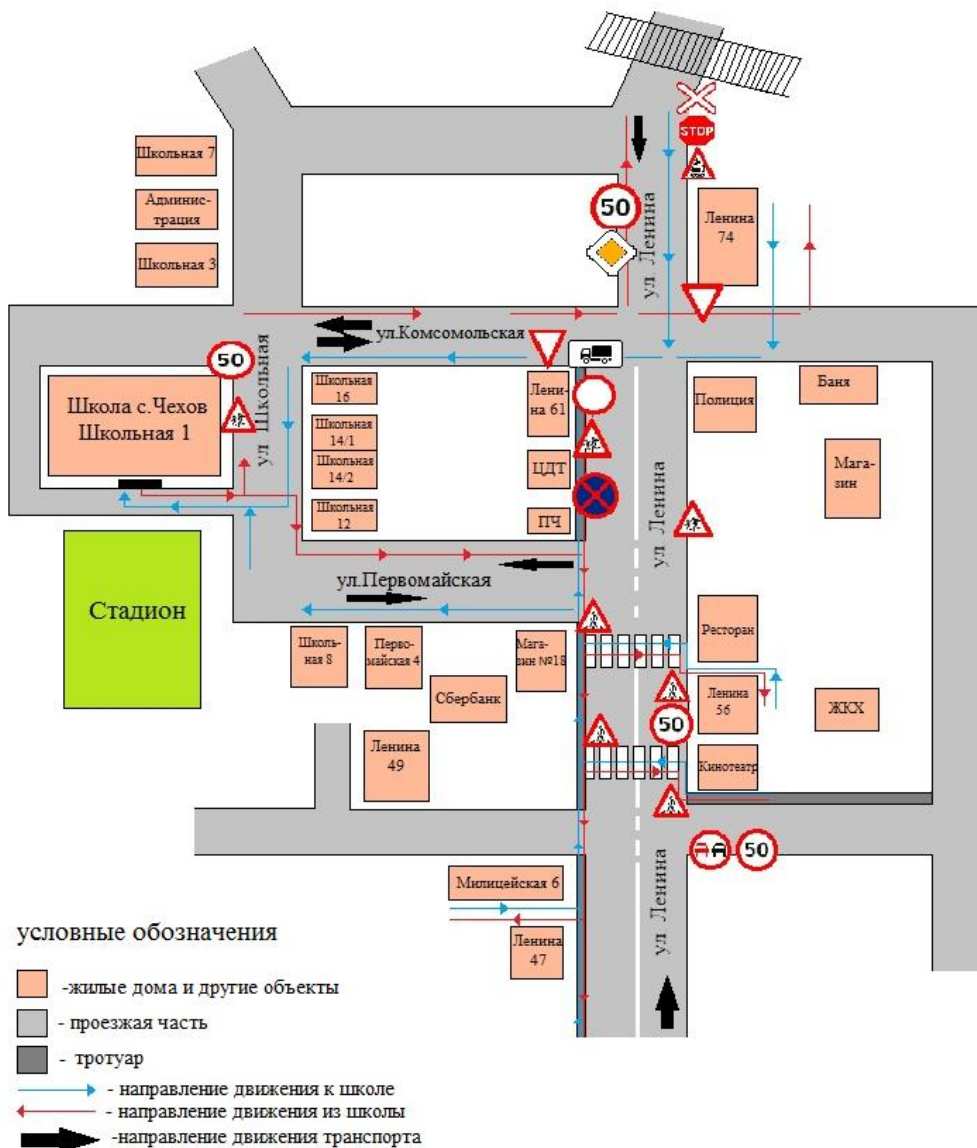 STOP
Школьная 7
Админис-
трация
Школьная 3
50
ул Ленина
Ленина
74
ул.Комсомольская
50
ул Школьная
Школа с.Чехов
Школьная 1
Школьная
16
Школьная
14/1
Школьная
14/2
Школьная
12
Лени-
на 61
ЦДТ
ПЧ
Полиция
Баня
Мага-
зин
ул Ленина
ул.Первомайская
Стадион
Школь-
ная 8
Перво-
майская 4
Мага-
зин №18
Сбербанк
Ленина
49
Ресторан
Ленина
56
50
ЖКХ
Кинотеатр
50
ул Ленина
Милицейская 6
Ленина
47
условные обозначения
-жилые дома и другие объекты
- проезжая часть
- тротуар
- направление движения к школе
- направление движения из школы
-направление движения транспорта